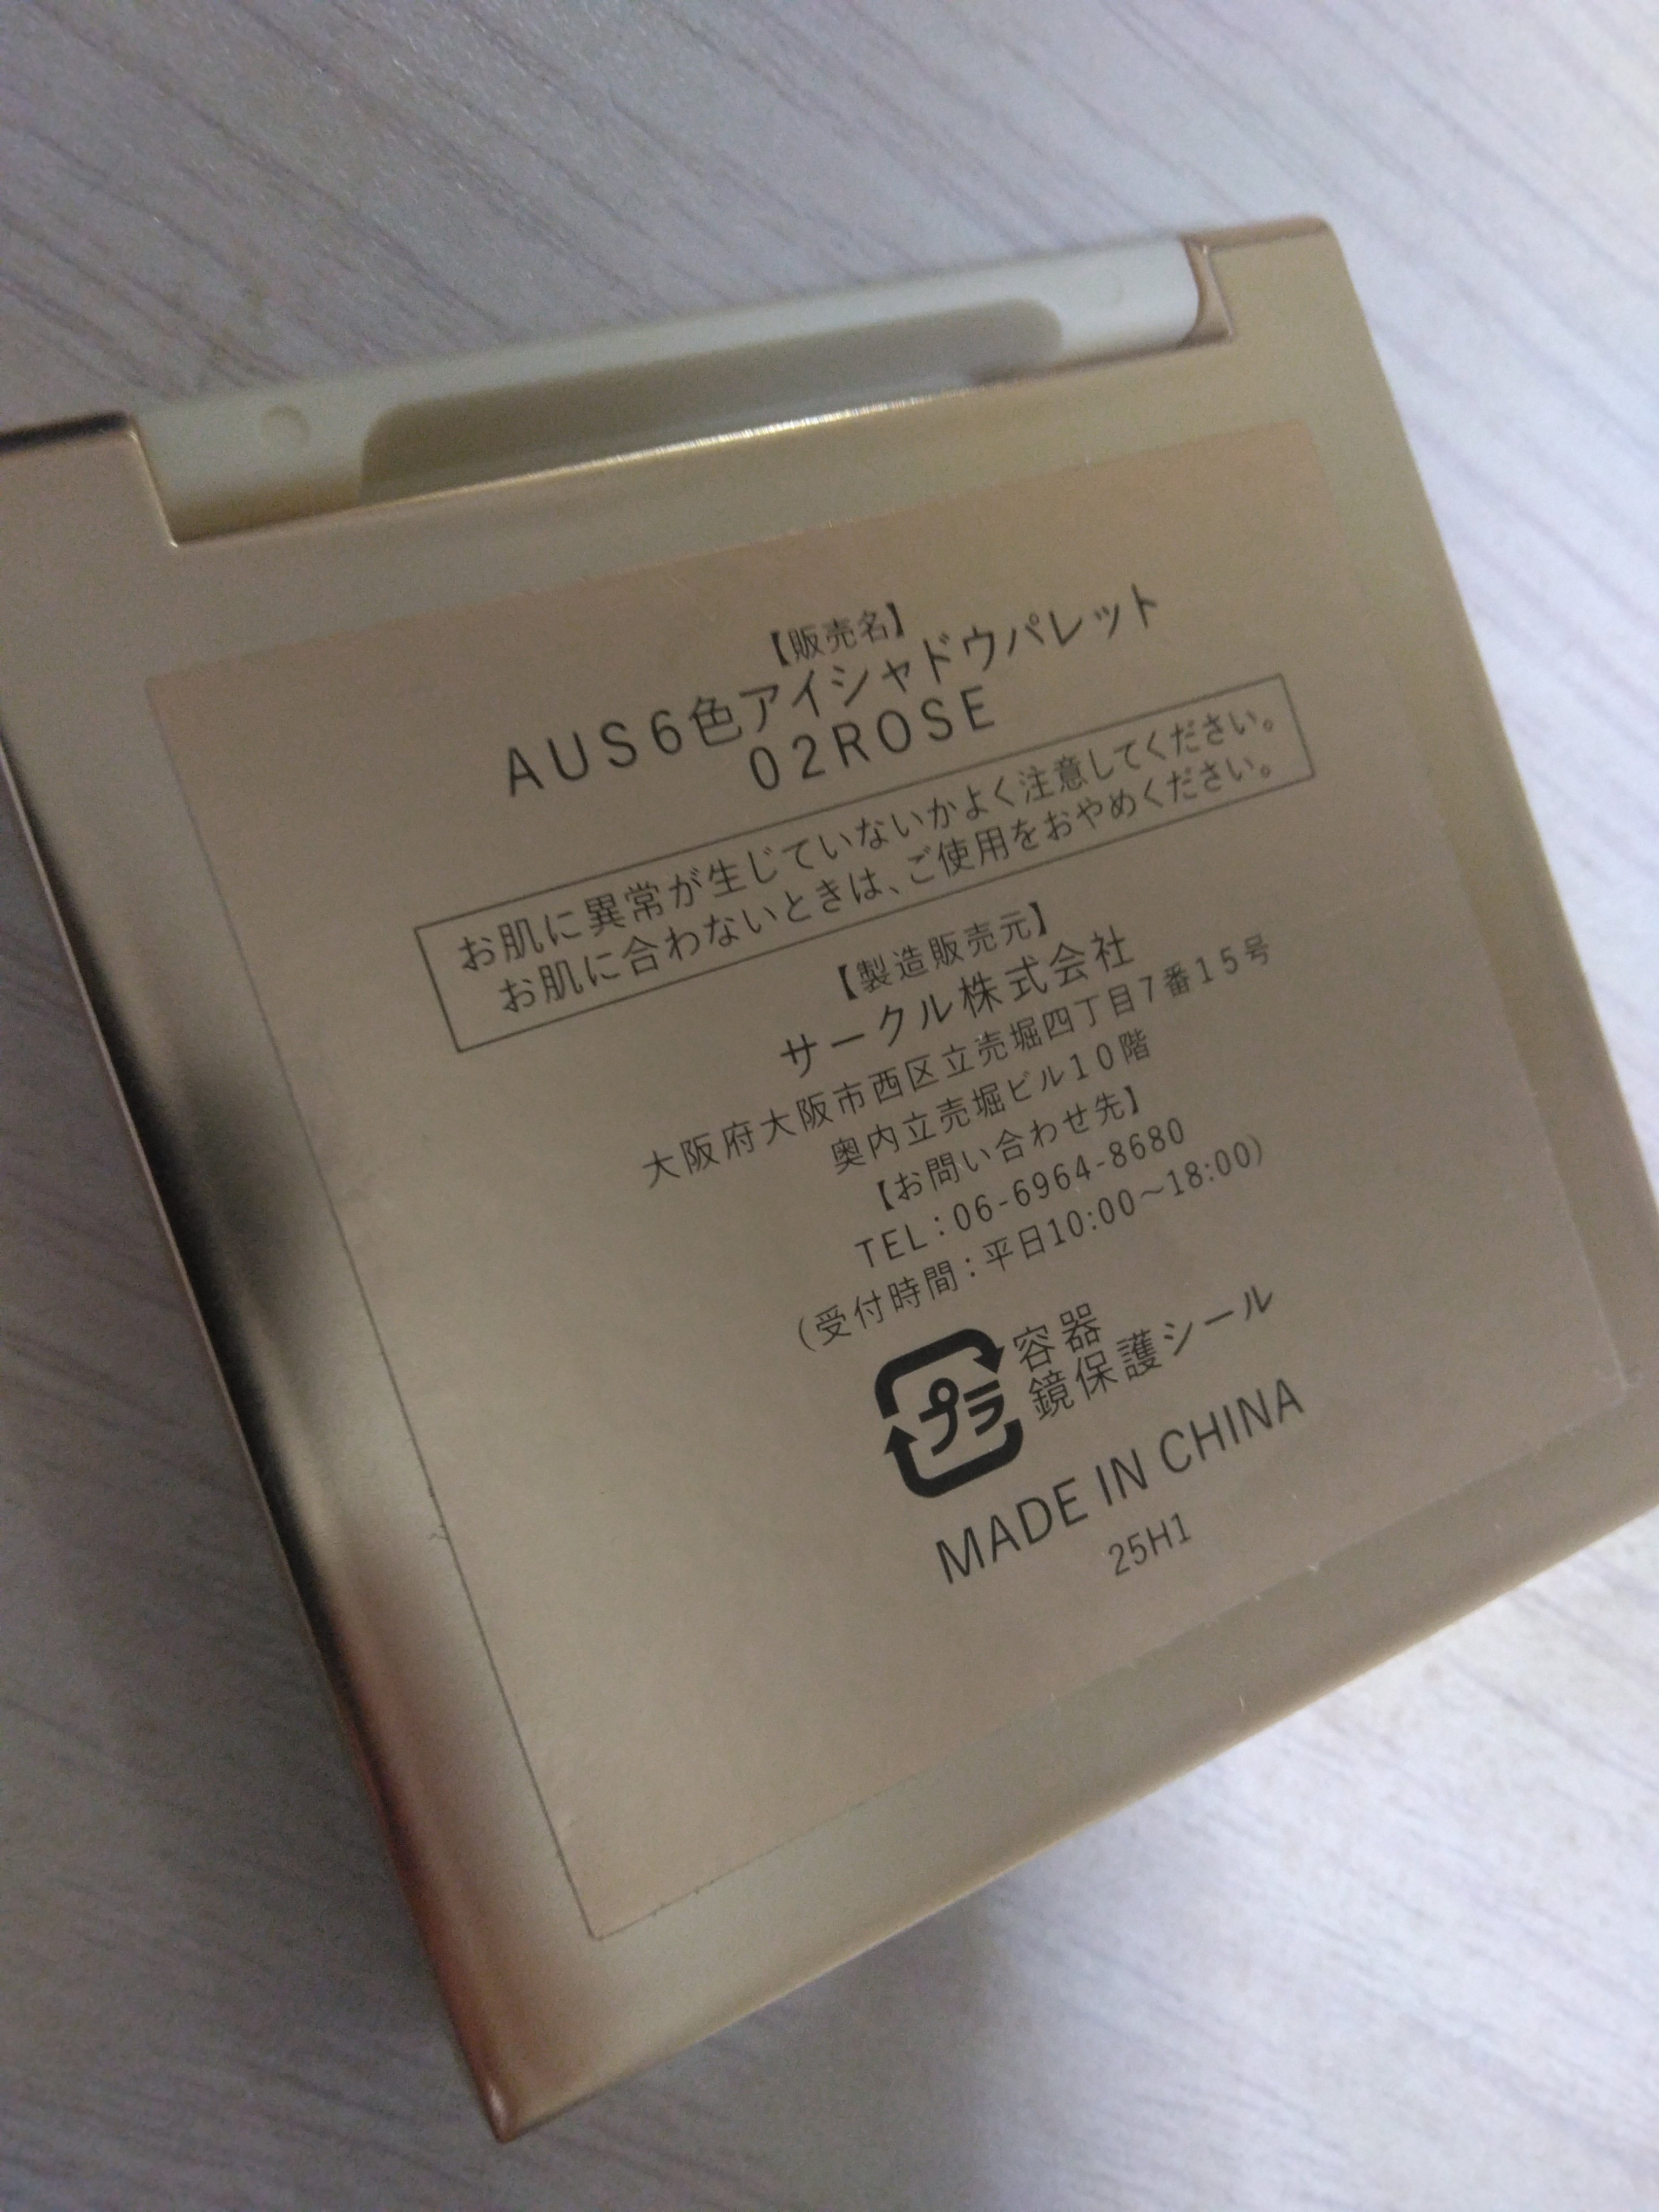 【販売名】
AUS6色アイシャドウパレット
02ROSE
お肌に異常が生じていないかよく注意してください。
お肌に合わないときは、ご使用をおやめください。
【製造販売元】
サークル株式会社
大阪府大阪市西区立売堀四丁目7番15号
奥内立売堀ビル10階
【お問い合わせ先】
TEL:06-6964-8680
(受付時間:平日10:00〜18:00)
プラ
容器
鏡保護シール
MADE IN CHINA
25H1